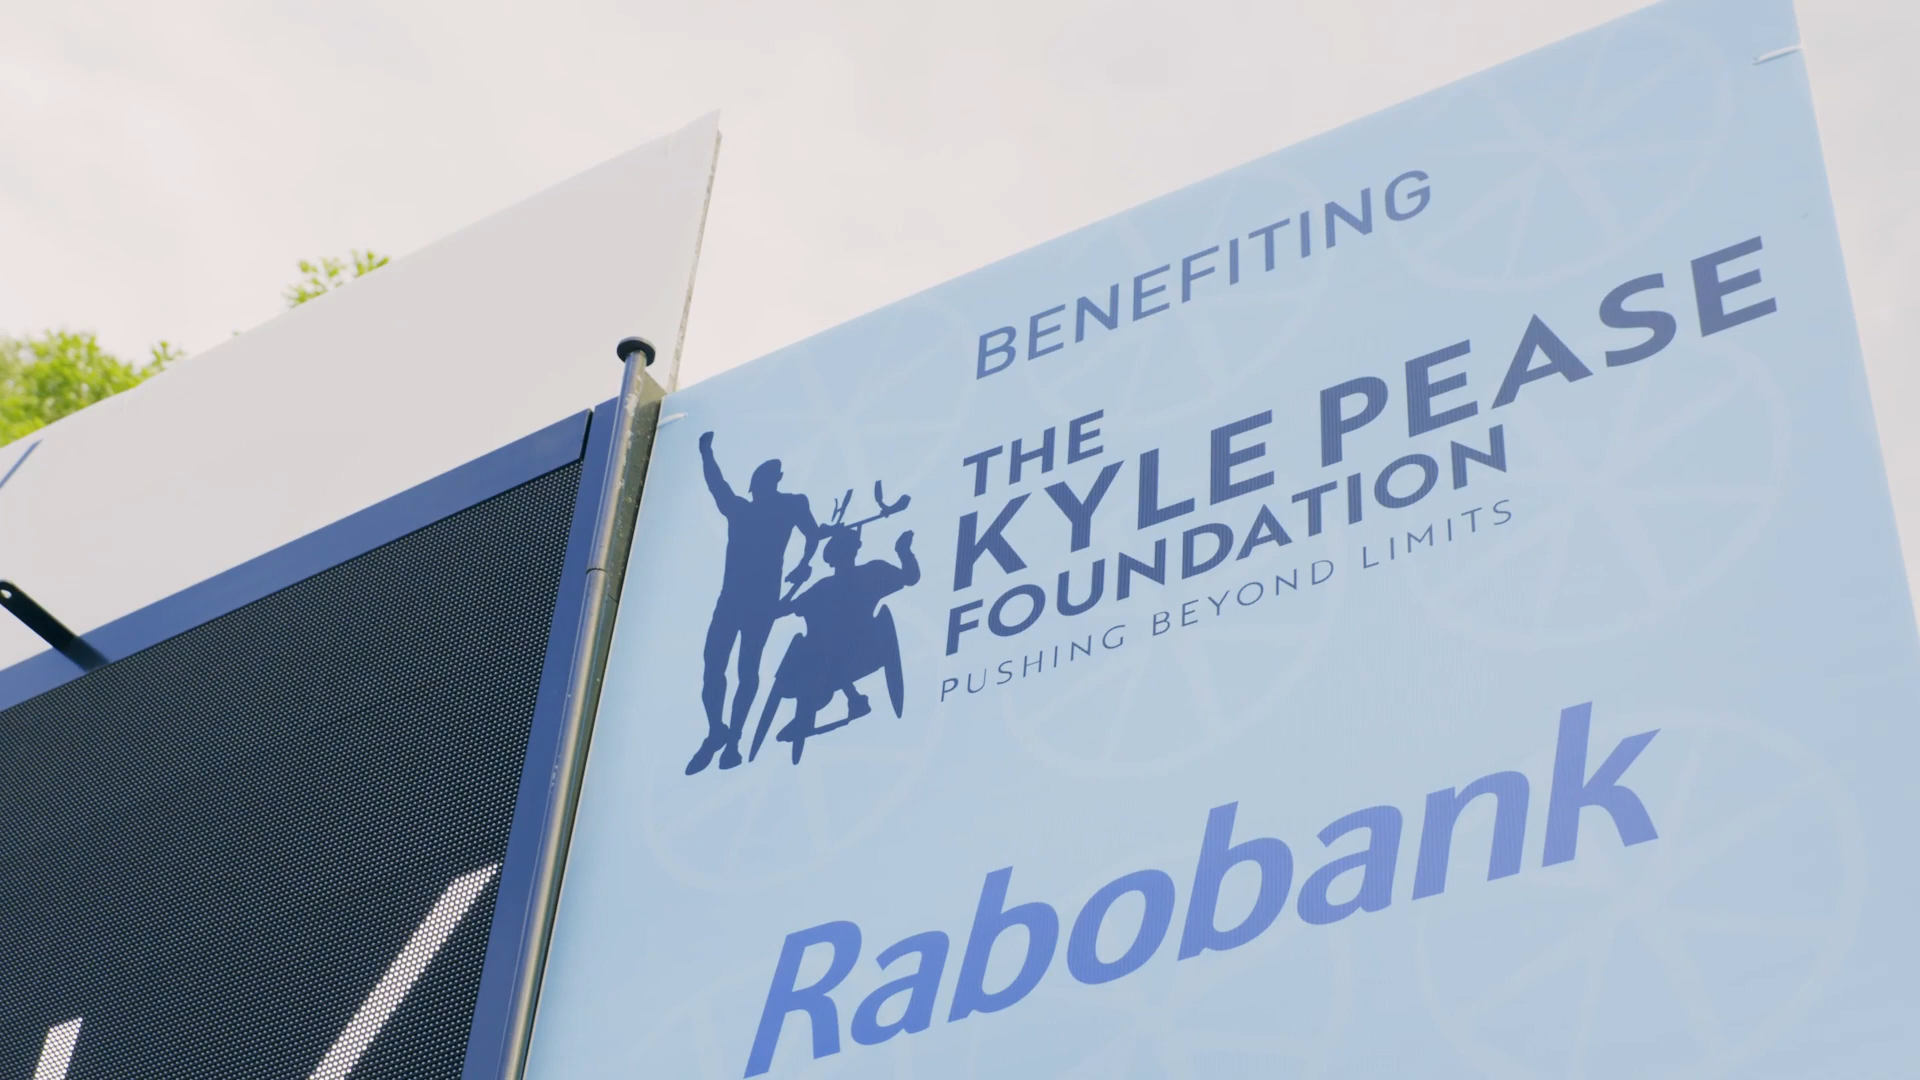 BENEFITING
THE
KYLE PEASE
FOUNDATION
PUSHING BEYOND LIMITS
Rabobank